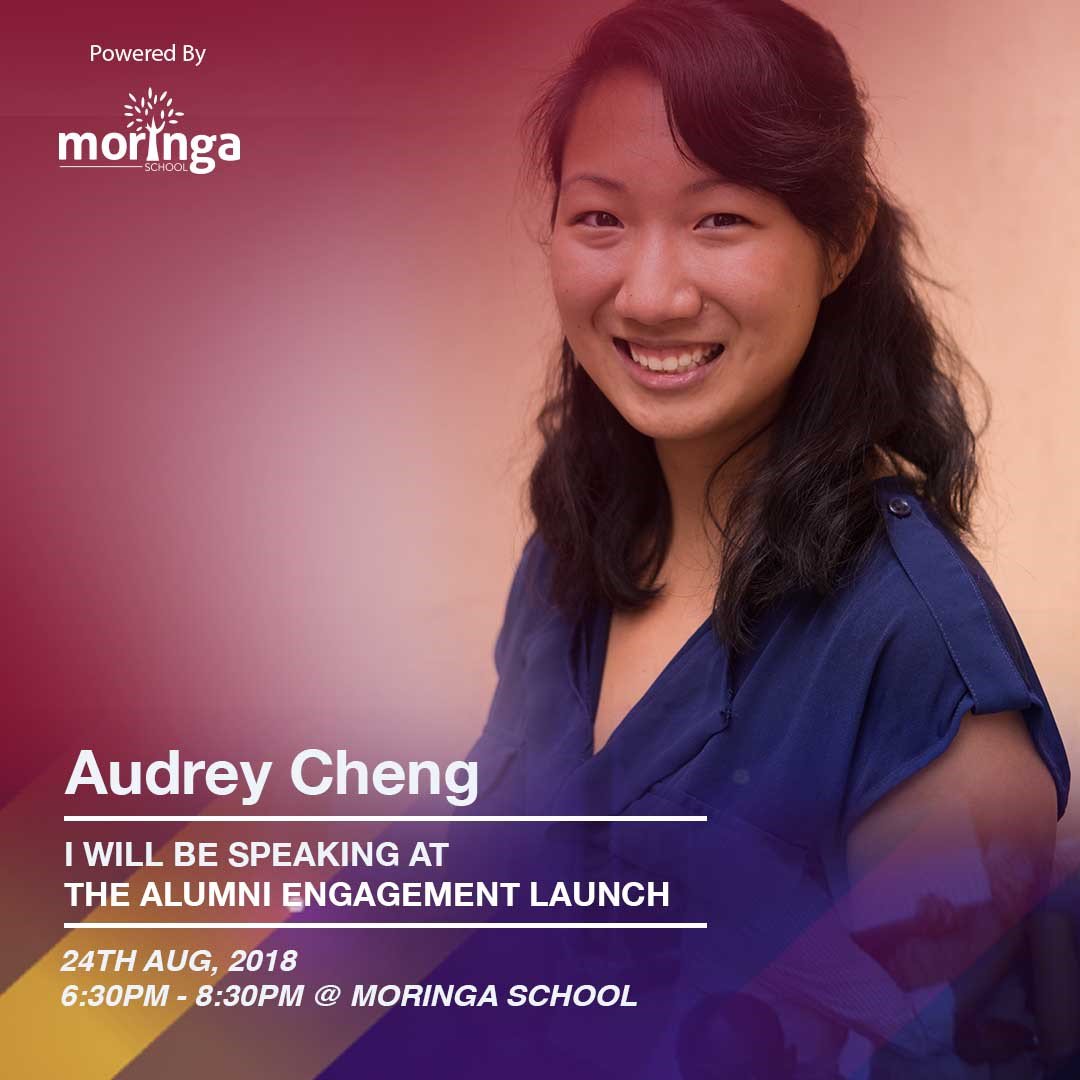 Powered By
moringa
SCHOOL
Audrey Cheng
I WILL BE SPEAKING AT
THE ALUMNI ENGAGEMENT LAUNCH
24TH AUG, 2018
6:30PM - 8:30PM @ MORINGA SCHOOL